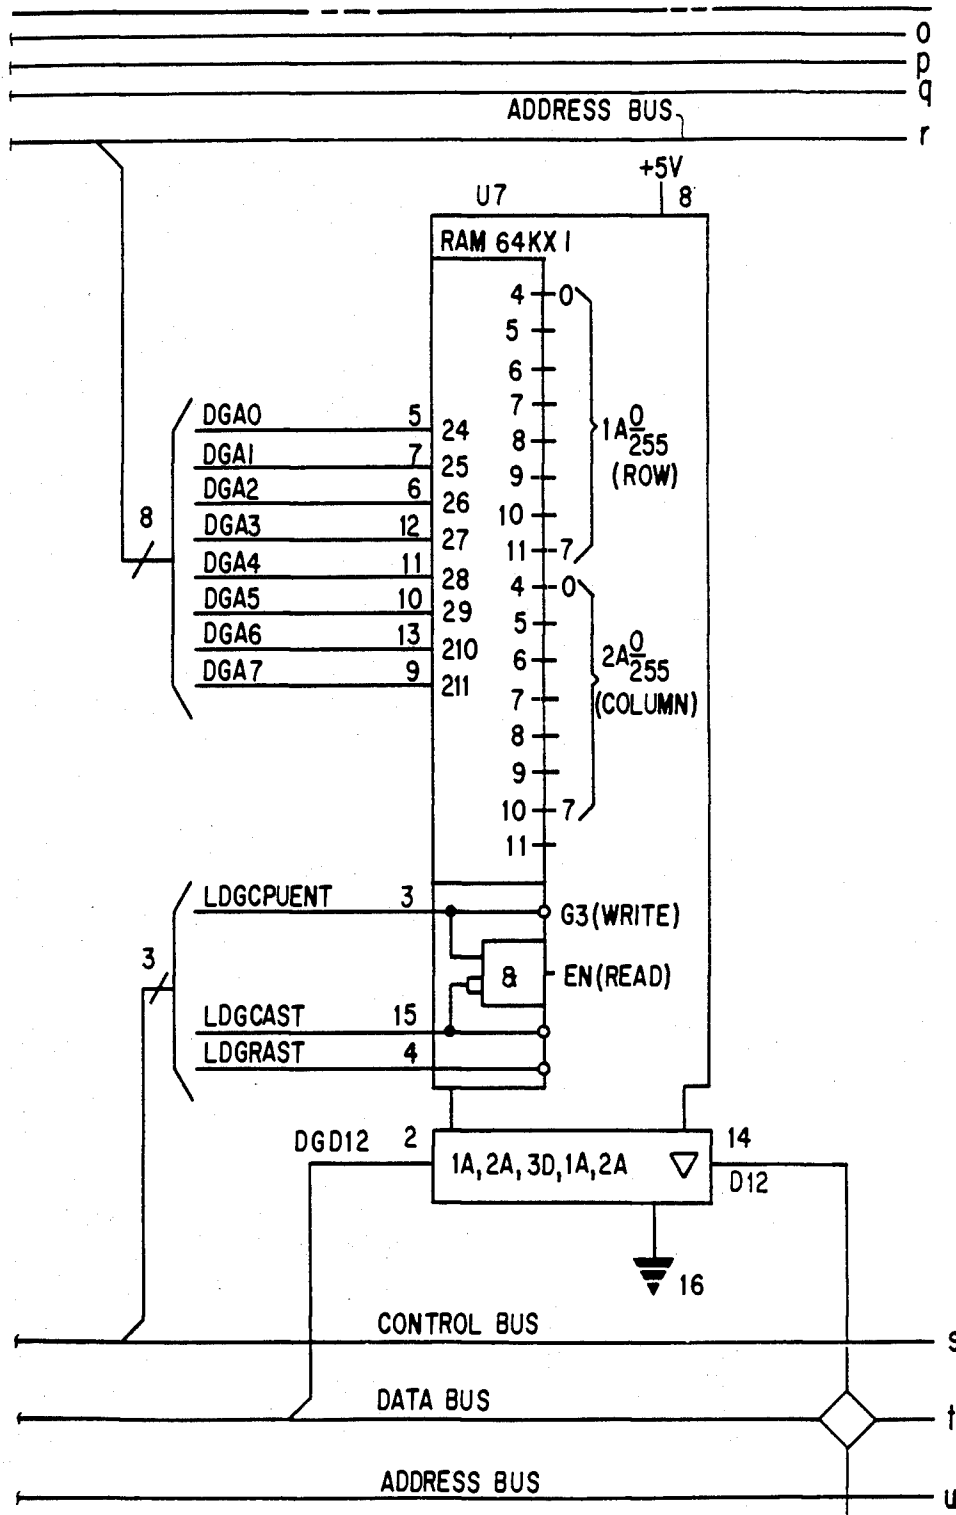 o
p
q
ADDRESS BUS
r
+5V
U7 8
RAM 64KX1
4 0
5
6
7
8
9
10
11 7
1A 0/255
(ROW)
4 0
5
6
7
8
9
10 7
11
2A 0/255
(COLUMN)
8
DGA0 5 24
DGA1 7 25
DGA2 6 26
DGA3 12 27
DGA4 11 28
DGA5 10 29
DGA6 13 210
DGA7 9 211
LDGCPUENT 3 G3(WRITE)
3
& EN(READ)
LDGCAST 15
LDGRAST 4
DGD12 2 14
1A,2A,3D,1A,2A ▽
D12
16
CONTROL BUS
s
DATA BUS
t
ADDRESS BUS
u